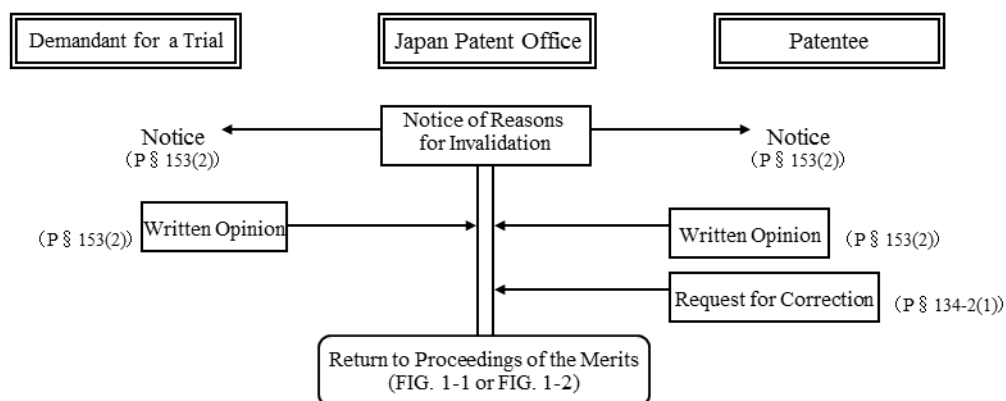 Demandant for a Trial
Japan Patent Office
Patentee
Notice of Reasons
for Invalidation
Notice
(P§ 153(2))
Notice
(P§ 153(2))
(P§ 153(2))
Written Opinion
Written Opinion
(P§ 153(2))
Request for Correction
(P§ 134-2(1))
Return to Proceedings of the Merits
(FIG. 1-1 or FIG. 1-2)